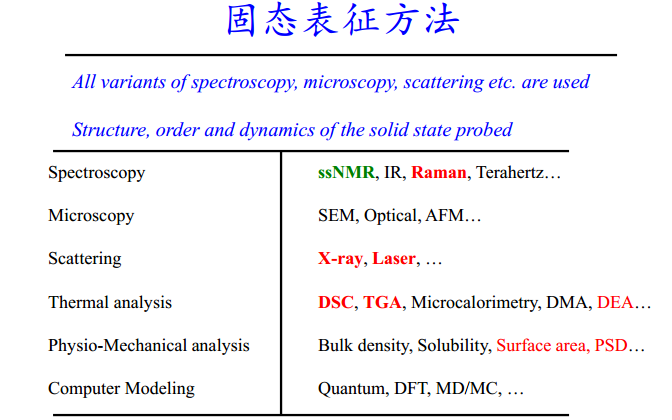 固态表征方法
All variants of spectroscopy, microscopy, scattering etc. are used
Structure, order and dynamics of the solid state probed
Spectroscopy ssNMR, IR, Raman, Terahertz…
Microscopy SEM, Optical, AFM…
Scattering X-ray, Laser, …
Thermal analysis DSC, TGA, Microcalorimetry, DMA, DEA…
Physio-Mechanical analysis Bulk density, Solubility, Surface area, PSD…
Computer Modeling Quantum, DFT, MD/MC, …